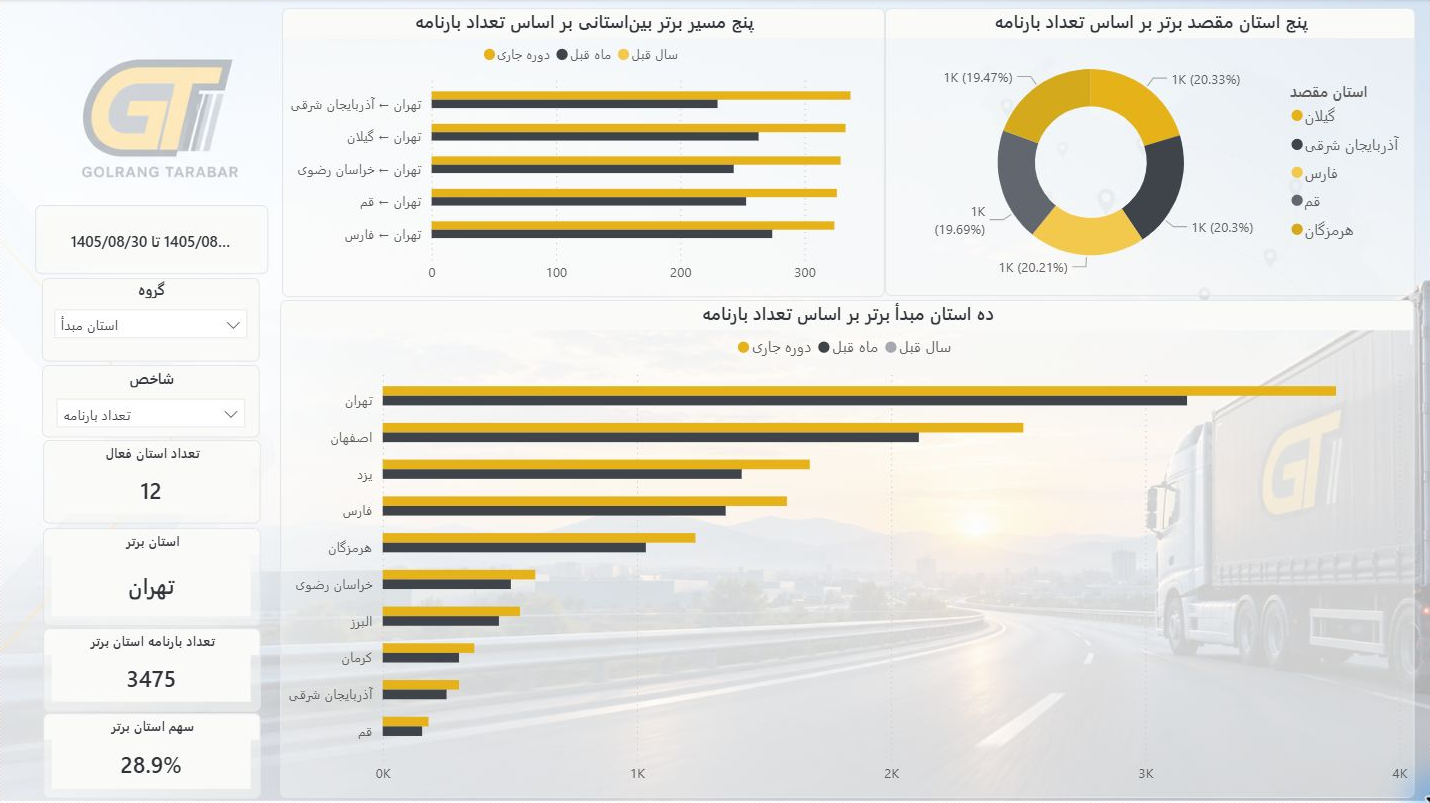 GT
GOLRANG TARABAR
1405/08/30 تا 1405/08...
گروه
استان مبدأ
شاخص
تعداد بارنامه
تعداد استان فعال
12
استان برتر
تهران
تعداد بارنامه استان برتر
3475
سهم استان برتر
28.9%
پنج مسیر برتر بین‌استانی بر اساس تعداد بارنامه
دوره جاری ماه قبل سال قبل
تهران ← آذربایجان شرقی
تهران ← گیلان
تهران ← خراسان رضوی
تهران ← قم
تهران ← فارس
0 100 200 300
پنج استان مقصد برتر بر اساس تعداد بارنامه
1K (19.47%)
1K (20.33%)
1K
(19.69%)
1K (20.3%)
1K (20.21%)
استان مقصد
گیلان
آذربایجان شرقی
فارس
قم
هرمزگان
ده استان مبدأ برتر بر اساس تعداد بارنامه
دوره جاری ماه قبل سال قبل
تهران
اصفهان
یزد
فارس
هرمزگان
خراسان رضوی
البرز
کرمان
آذربایجان شرقی
قم
0K 1K 2K 3K 4K
GT